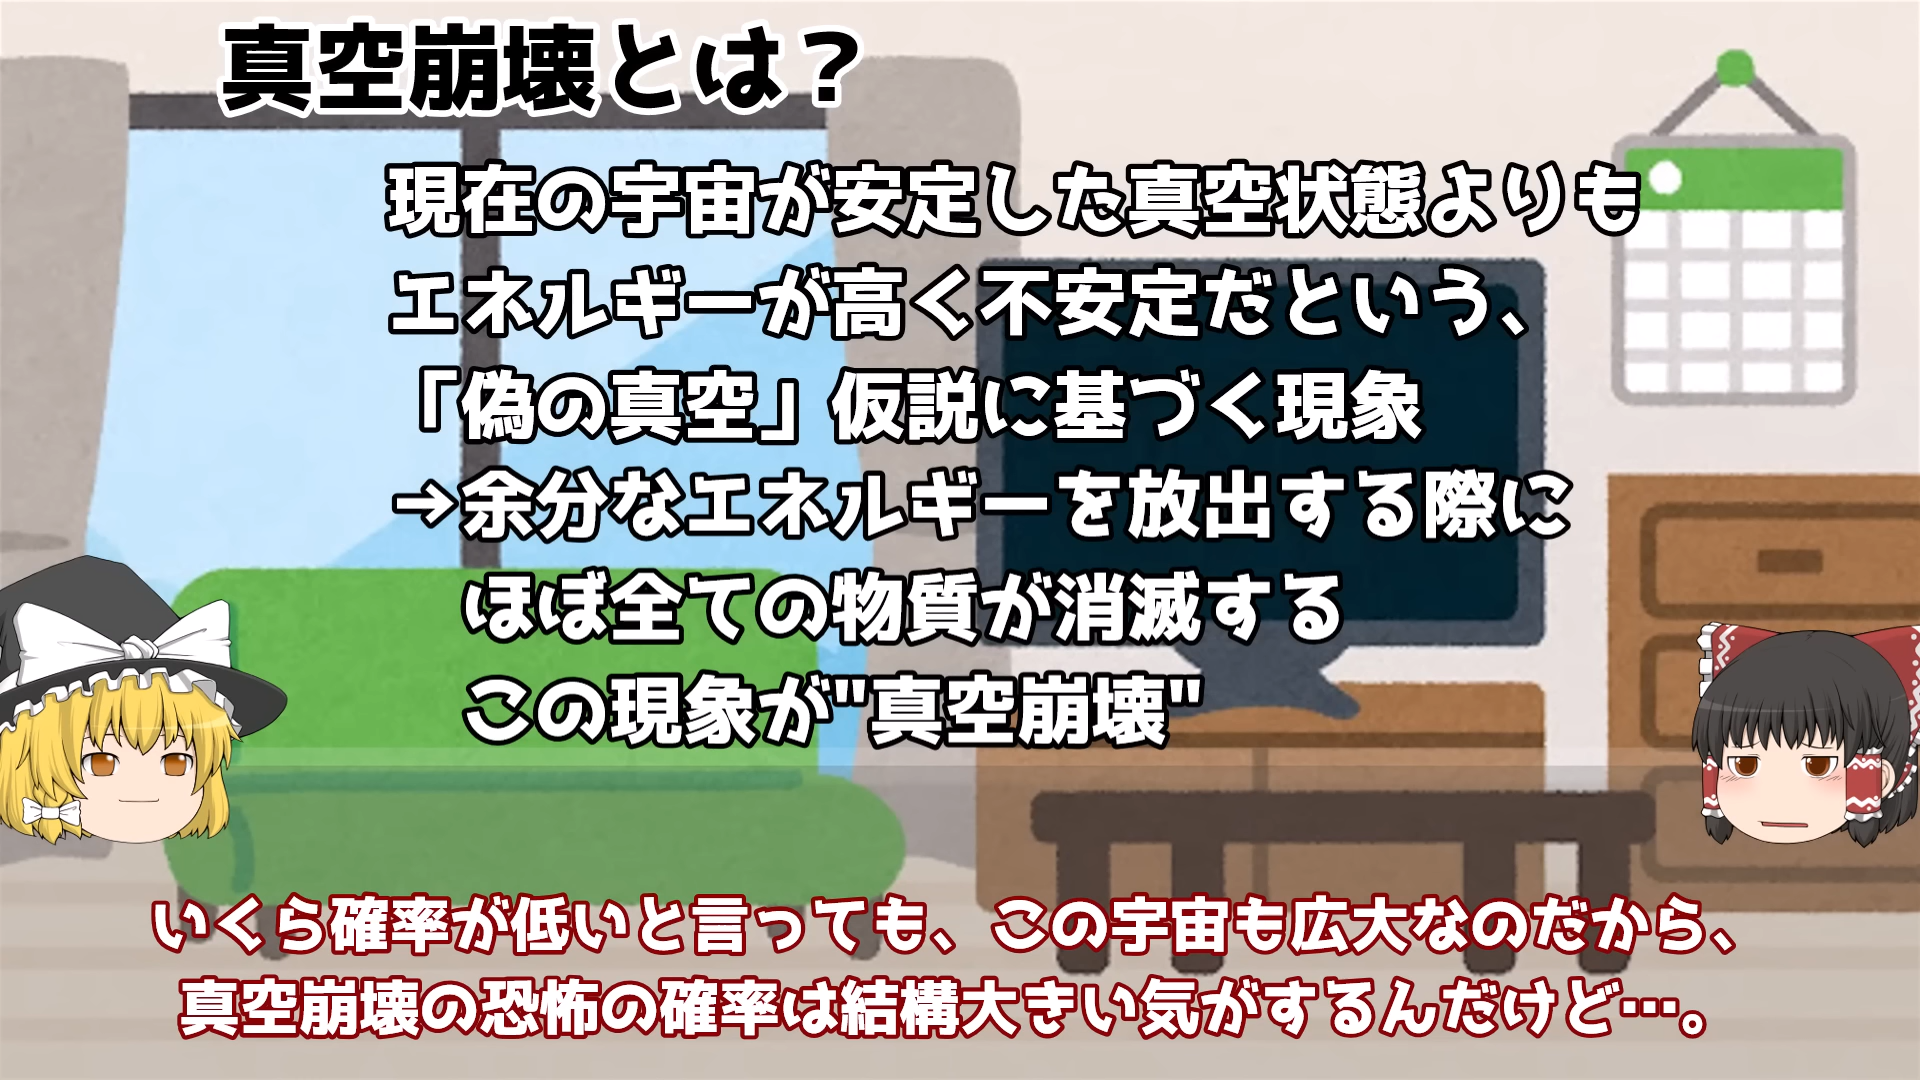 真空崩壊とは？
現在の宇宙が安定した真空状態よりも
エネルギーが高く不安定だという、
「偽の真空」仮説に基づく現象
→余分なエネルギーを放出する際に
ほぼ全ての物質が消滅する
この現象が"真空崩壊"
いくら確率が低いと言っても、この宇宙も広大なのだから、
真空崩壊の恐怖の確率は結構大きい気がするんだけど…。